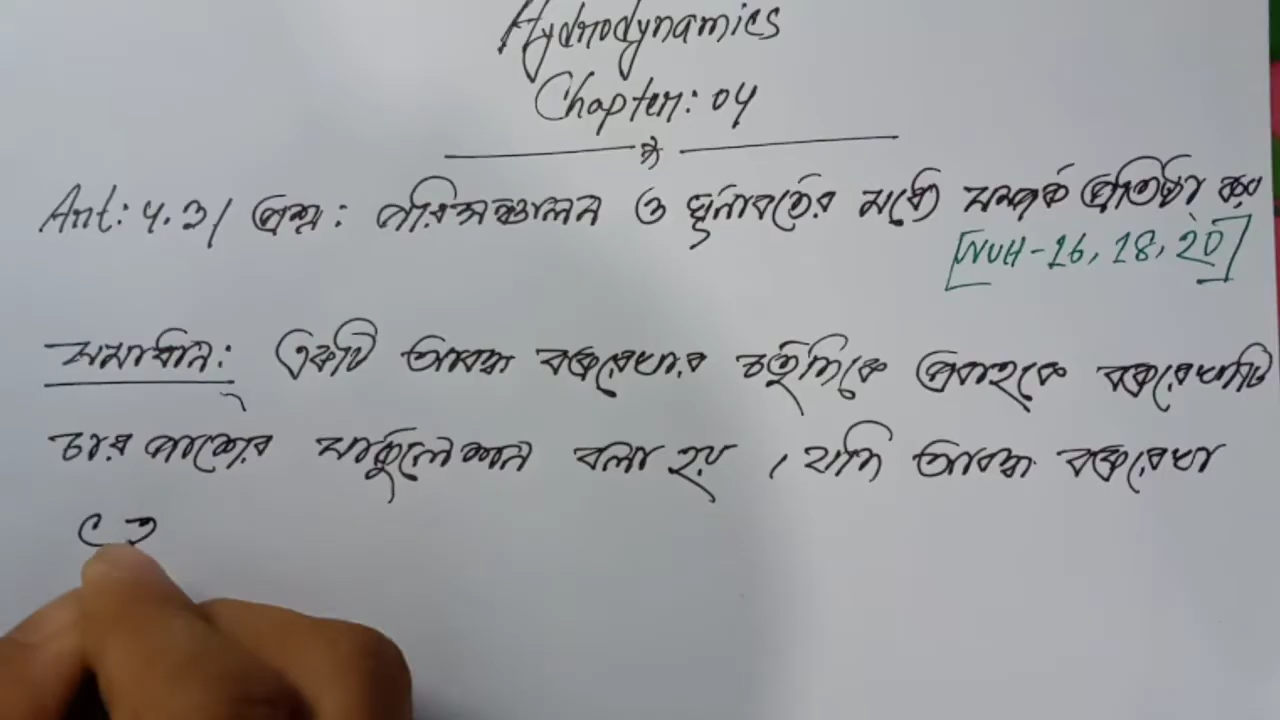 Hydrodynamics
Chapter: 04
Art: 4.3/ প্রশ্ন : পরিসঞ্চালন ও ঘূর্নাবর্তের মধ্যে সম্পর্ক প্রতিষ্ঠা কর
[NUH-16, 18, 20]
সমাধান: একটি আবদ্ধ বক্ররেখার চর্তুদিকে প্রবাহকে বক্ররেখাটি
চারপাশের সার্কুলেশন বলা হয় । যদি আবদ্ধ বক্ররেখা